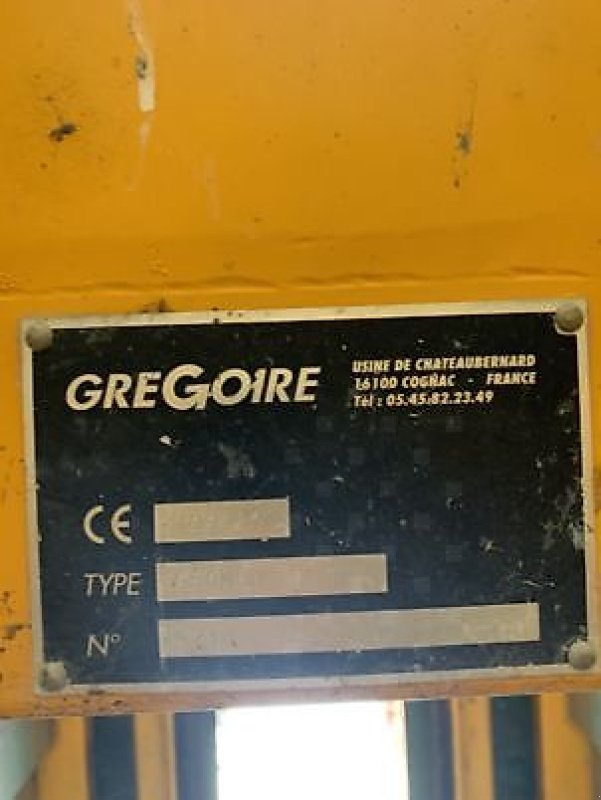 GREGOIRE
USINE DE CHATEAUBERNARD
16100 COGNAC - FRANCE
Tél : 05.45.82.23.49
CE
TYPE
N°